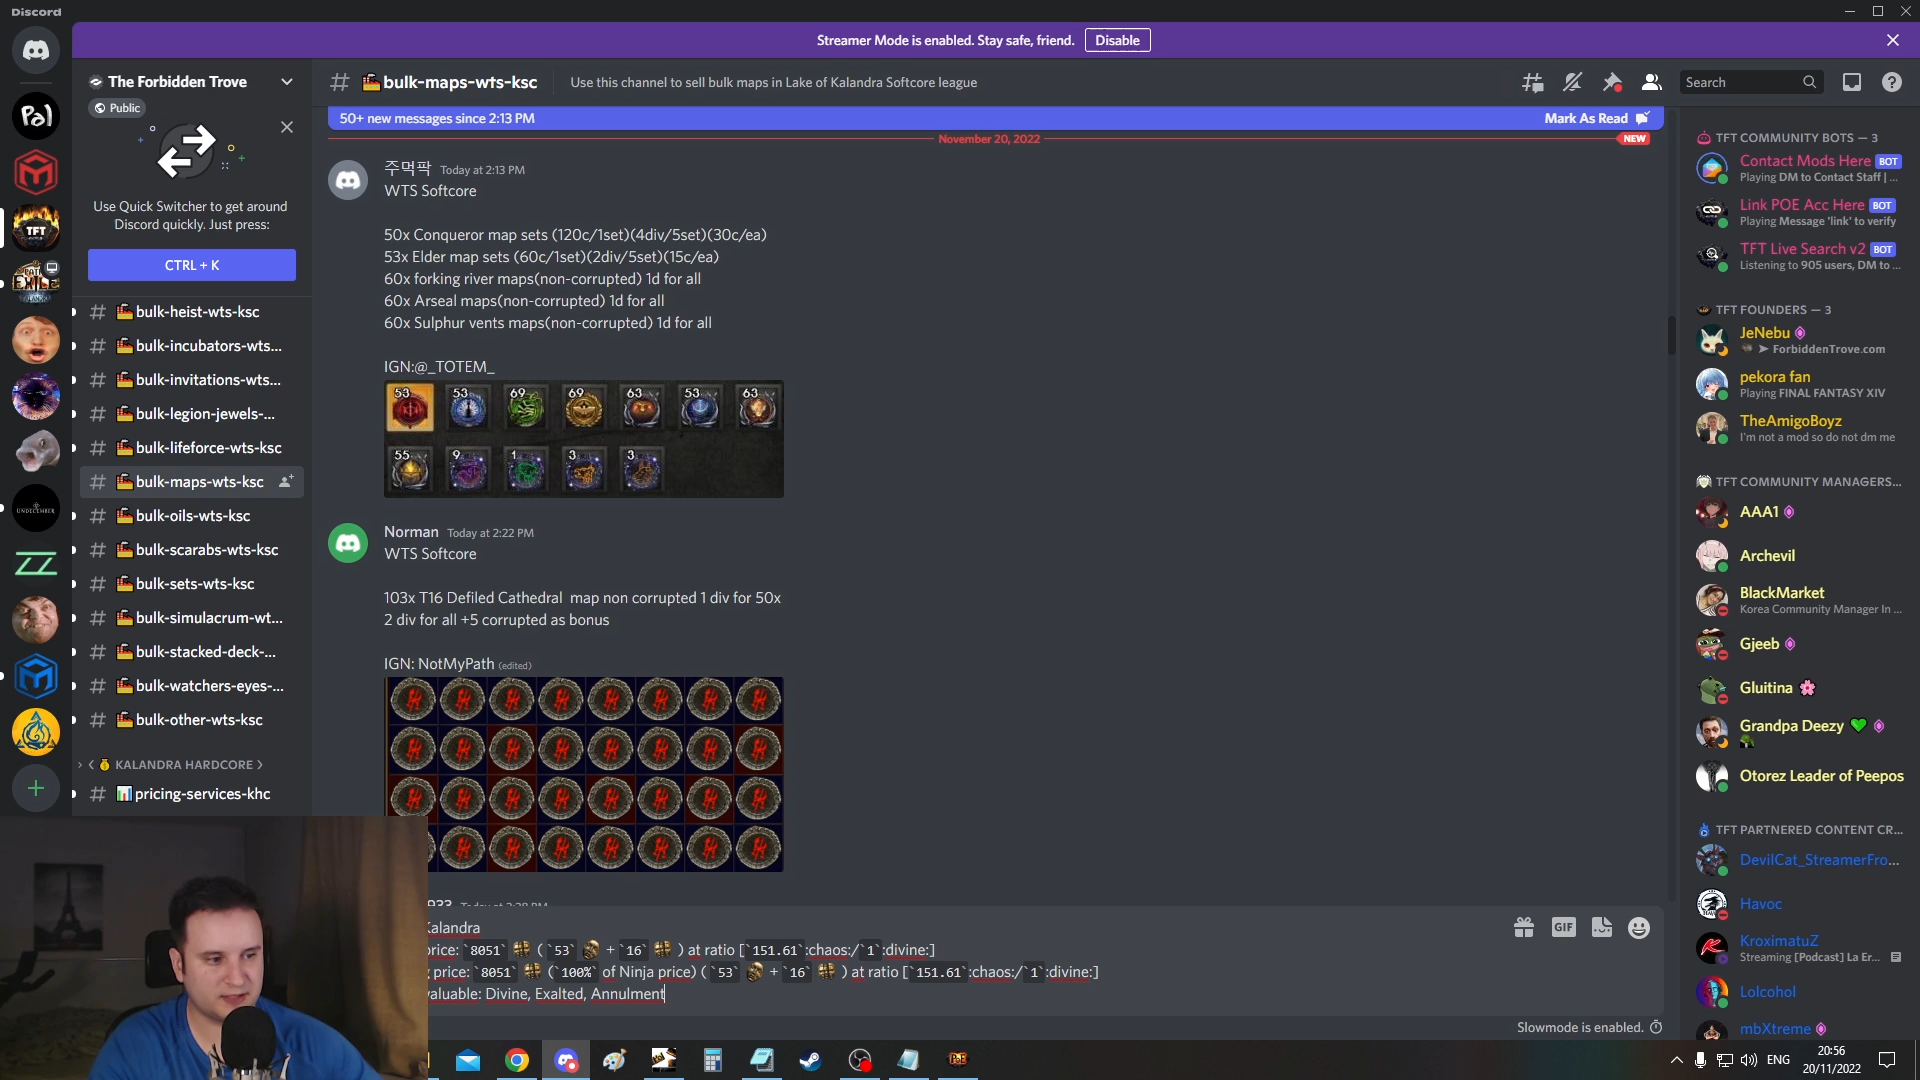 Discord
Streamer Mode is enabled. Stay safe, friend.
Disable
The Forbidden Trove
Public
Use Quick Switcher to get around
Discord quickly. Just press:
CTRL + K
bulk-heist-wts-ksc
bulk-incubators-wts...
bulk-invitations-wts...
bulk-legion-jewels-...
bulk-lifeforce-wts-ksc
bulk-maps-wts-ksc
bulk-oils-wts-ksc
bulk-scarabs-wts-ksc
bulk-sets-wts-ksc
bulk-simulacrum-wt...
bulk-stacked-deck-...
bulk-watchers-eyes-...
bulk-other-wts-ksc
KALANDRA HARDCORE
pricing-services-khc
Pal
TFT
UNDECEMBER
bulk-maps-wts-ksc
Use this channel to sell bulk maps in Lake of Kalandra Softcore league
Search
50+ new messages since 2:13 PM
Mark As Read
November 20, 2022
NEW
주먹팍 Today at 2:13 PM
WTS Softcore
50x Conqueror map sets (120c/1set)(4div/5set)(30c/ea)
53x Elder map sets (60c/1set)(2div/5set)(15c/ea)
60x forking river maps(non-corrupted) 1d for all
60x Arseal maps(non-corrupted) 1d for all
60x Sulphur vents maps(non-corrupted) 1d for all
IGN:@_TOTEM_
53 53 69 69 63 53 63
55 9 1 3 3
Norman Today at 2:22 PM
WTS Softcore
103x T16 Defiled Cathedral map non corrupted 1 div for 50x
2 div for all +5 corrupted as bonus
IGN: NotMyPath (edited)
Kalandra
price: `8051` ( `53` + `16` ) at ratio [`151.61`:chaos:/`1`:divine:]
price: `8051` (`100%` of Ninja price) ( `53` + `16` ) at ratio [`151.61`:chaos:/`1`:divine:]
valuable: Divine, Exalted, Annulment
Slowmode is enabled.
TFT COMMUNITY BOTS — 3
Contact Mods Here BOT
Playing DM to Contact Staff | ...
Link POE Acc Here BOT
Playing Message 'link' to verify
TFT Live Search v2 BOT
Listening to 905 users, DM to ...
TFT FOUNDERS — 3
JeNebu
ForbiddenTrove.com
pekora fan
Playing FINAL FANTASY XIV
TheAmigoBoyz
I'm not a mod so do not dm me
TFT COMMUNITY MANAGERS...
AAA1
Archevil
BlackMarket
Korea Community Manager In ...
Gjeeb
Gluitina
Grandpa Deezy
Otorez Leader of Peepos
TFT PARTNERED CONTENT CR...
DevilCat_StreamerFro...
Havoc
KroximatuZ
Streaming [Podcast] La Er...
Lolcohol
mbXtreme
ENG
20:56
20/11/2022